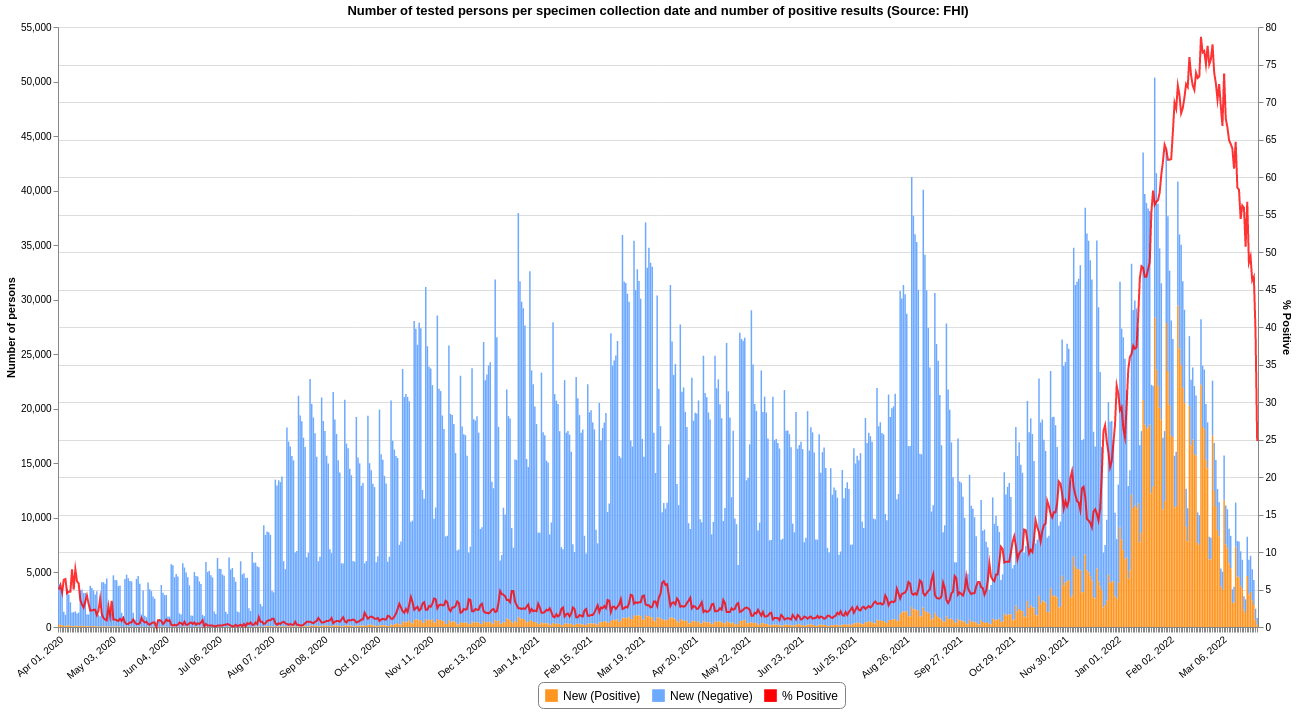 Number of tested persons per specimen collection date and number of positive results (Source: FHI)
55,000
50,000
45,000
40,000
35,000
30,000
25,000
20,000
15,000
10,000
5,000
0
Number of persons
80
75
70
65
60
55
50
45
40
35
30
25
20
15
10
5
0
% Positive
Apr 01, 2020
May 03, 2020
Jun 04, 2020
Jul 06, 2020
Aug 07, 2020
Sep 08, 2020
Oct 10, 2020
Nov 11, 2020
Dec 13, 2020
Jan 14, 2021
Feb 15, 2021
Mar 19, 2021
Apr 20, 2021
May 22, 2021
Jun 23, 2021
Jul 25, 2021
Aug 26, 2021
Sep 27, 2021
Oct 29, 2021
Nov 30, 2021
Jan 01, 2022
Feb 02, 2022
Mar 06, 2022
New (Positive) New (Negative) % Positive